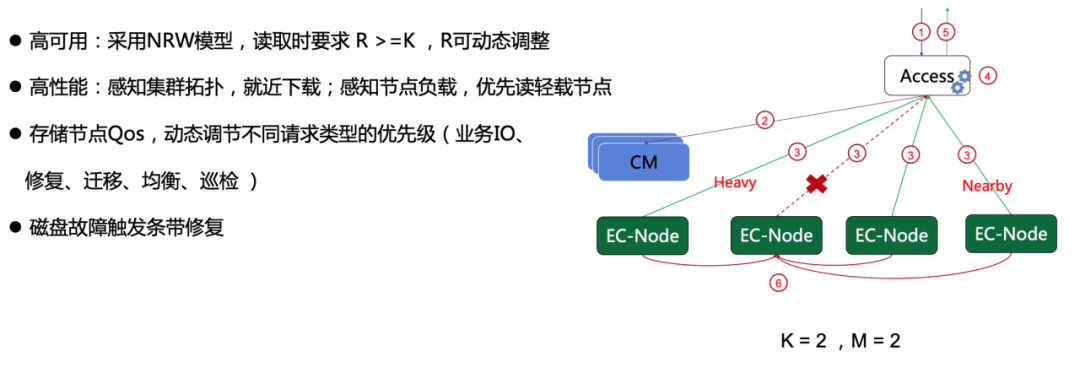 ● 高可用：采用NRW模型，读取时要求 R >=K ，R可动态调整
● 高性能：感知集群拓扑，就近下载；感知节点负载，优先读轻载节点
● 存储节点Qos，动态调节不同请求类型的优先级（业务IO、
修复、迁移、均衡、巡检 ）
● 磁盘故障触发条带修复
① ⑤
Access ④
②
CM
③ ③ ③ ③
Heavy
Nearby
EC-Node EC-Node EC-Node EC-Node
⑥
K = 2 ，M = 2